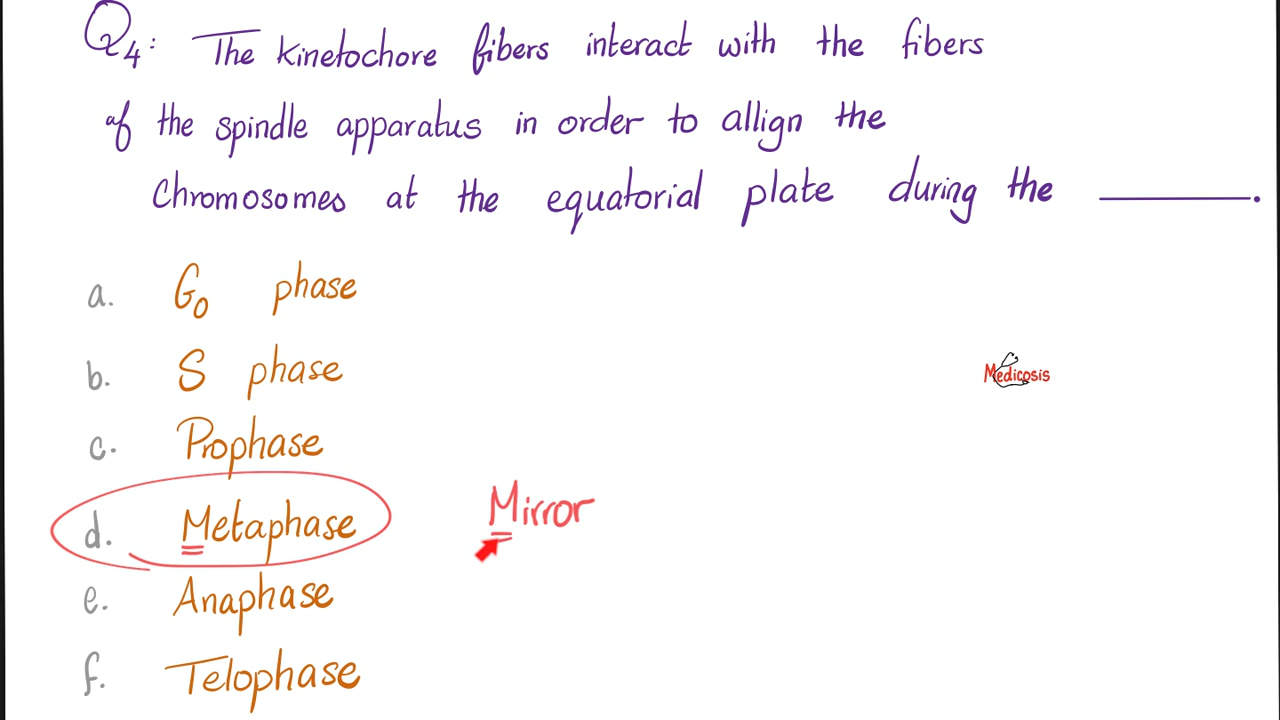 Q4: The kinetochore fibers interact with the fibers
of the spindle apparatus in order to allign the
Chromosomes at the equatorial plate during the ________.
a. G0 phase
b. S phase
Medicosis
c. Prophase
d. Metaphase Mirror
e. Anaphase
f. Telophase